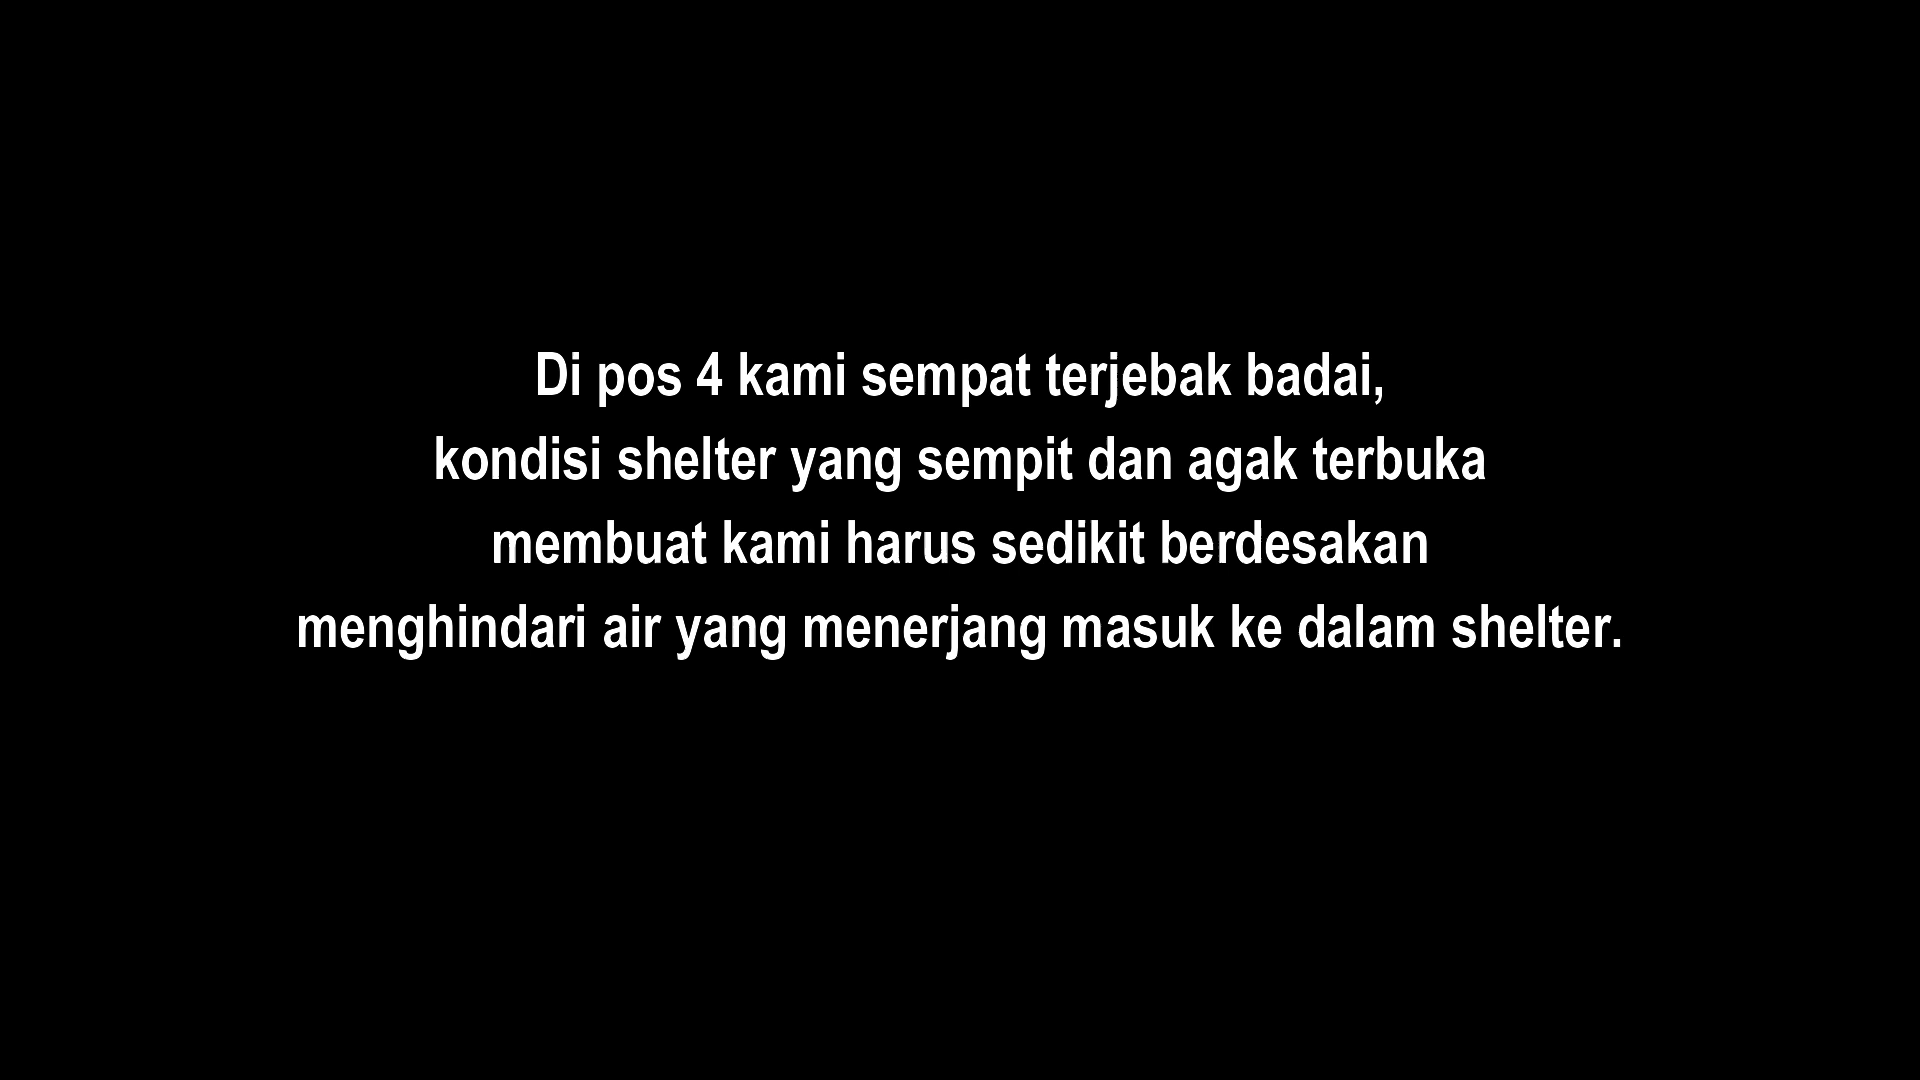 Di pos 4 kami sempat terjebak badai,
kondisi shelter yang sempit dan agak terbuka
membuat kami harus sedikit berdesakan
menghindari air yang menerjang masuk ke dalam shelter.